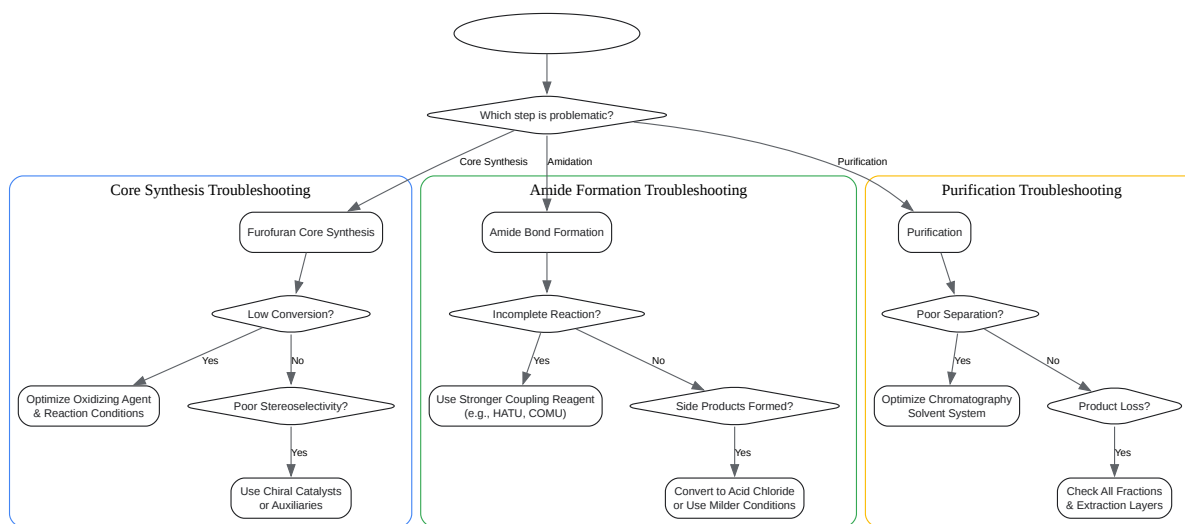 Which step is problematic?
Core Synthesis
Amidation
Purification
Core Synthesis Troubleshooting
Amide Formation Troubleshooting
Purification Troubleshooting
Furofuran Core Synthesis
Amide Bond Formation
Purification
Low Conversion?
Incomplete Reaction?
Poor Separation?
Yes
No
Yes
No
Yes
No
Optimize Oxidizing Agent
& Reaction Conditions
Poor Stereoselectivity?
Use Stronger Coupling Reagent
(e.g., HATU, COMU)
Side Products Formed?
Optimize Chromatography
Solvent System
Product Loss?
Yes
Yes
Yes
Use Chiral Catalysts
or Auxiliaries
Convert to Acid Chloride
or Use Milder Conditions
Check All Fractions
& Extraction Layers